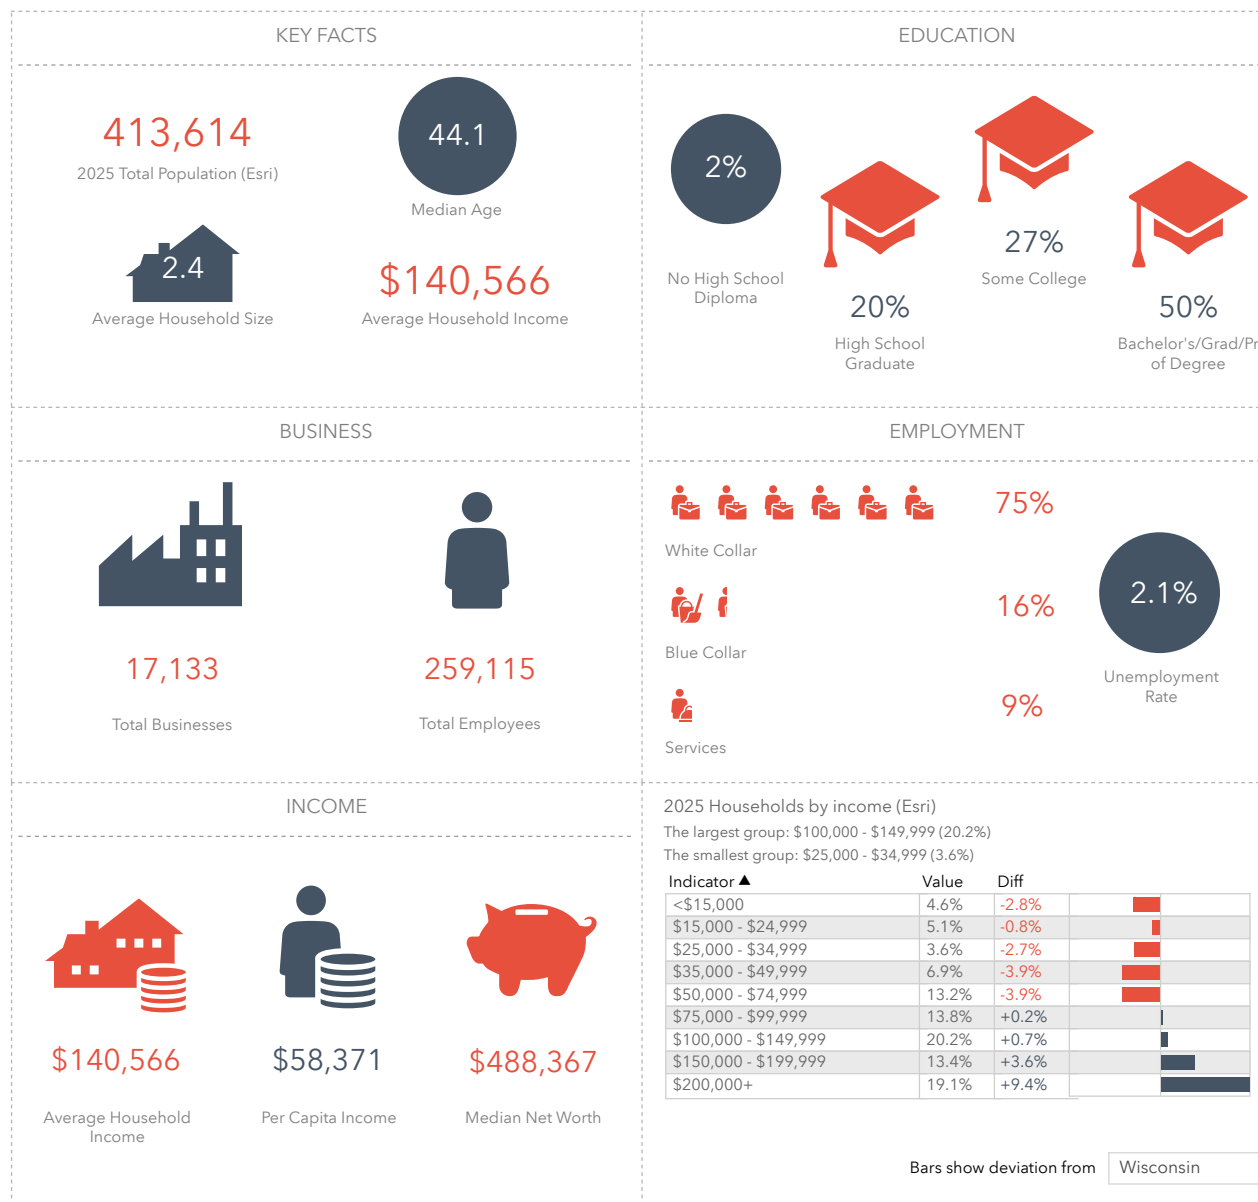 KEY FACTS
413,614
2025 Total Population (Esri)
44.1
Median Age
2.4
Average Household Size
$140,566
Average Household Income
EDUCATION
2%
No High School
Diploma
20%
High School
Graduate
27%
Some College
50%
Bachelor's/Grad/Pr
of Degree
BUSINESS
17,133
Total Businesses
259,115
Total Employees
EMPLOYMENT
75%
White Collar
16%
Blue Collar
9%
Services
2.1%
Unemployment
Rate
INCOME
$140,566
Average Household
Income
$58,371
Per Capita Income
$488,367
Median Net Worth
2025 Households by income (Esri)
The largest group: $100,000 - $149,999 (20.2%)
The smallest group: $25,000 - $34,999 (3.6%)
Indicator ▲ Value Diff
<$15,000 4.6% -2.8%
$15,000 - $24,999 5.1% -0.8%
$25,000 - $34,999 3.6% -2.7%
$35,000 - $49,999 6.9% -3.9%
$50,000 - $74,999 13.2% -3.9%
$75,000 - $99,999 13.8% +0.2%
$100,000 - $149,999 20.2% +0.7%
$150,000 - $199,999 13.4% +3.6%
$200,000+ 19.1% +9.4%
Bars show deviation from Wisconsin